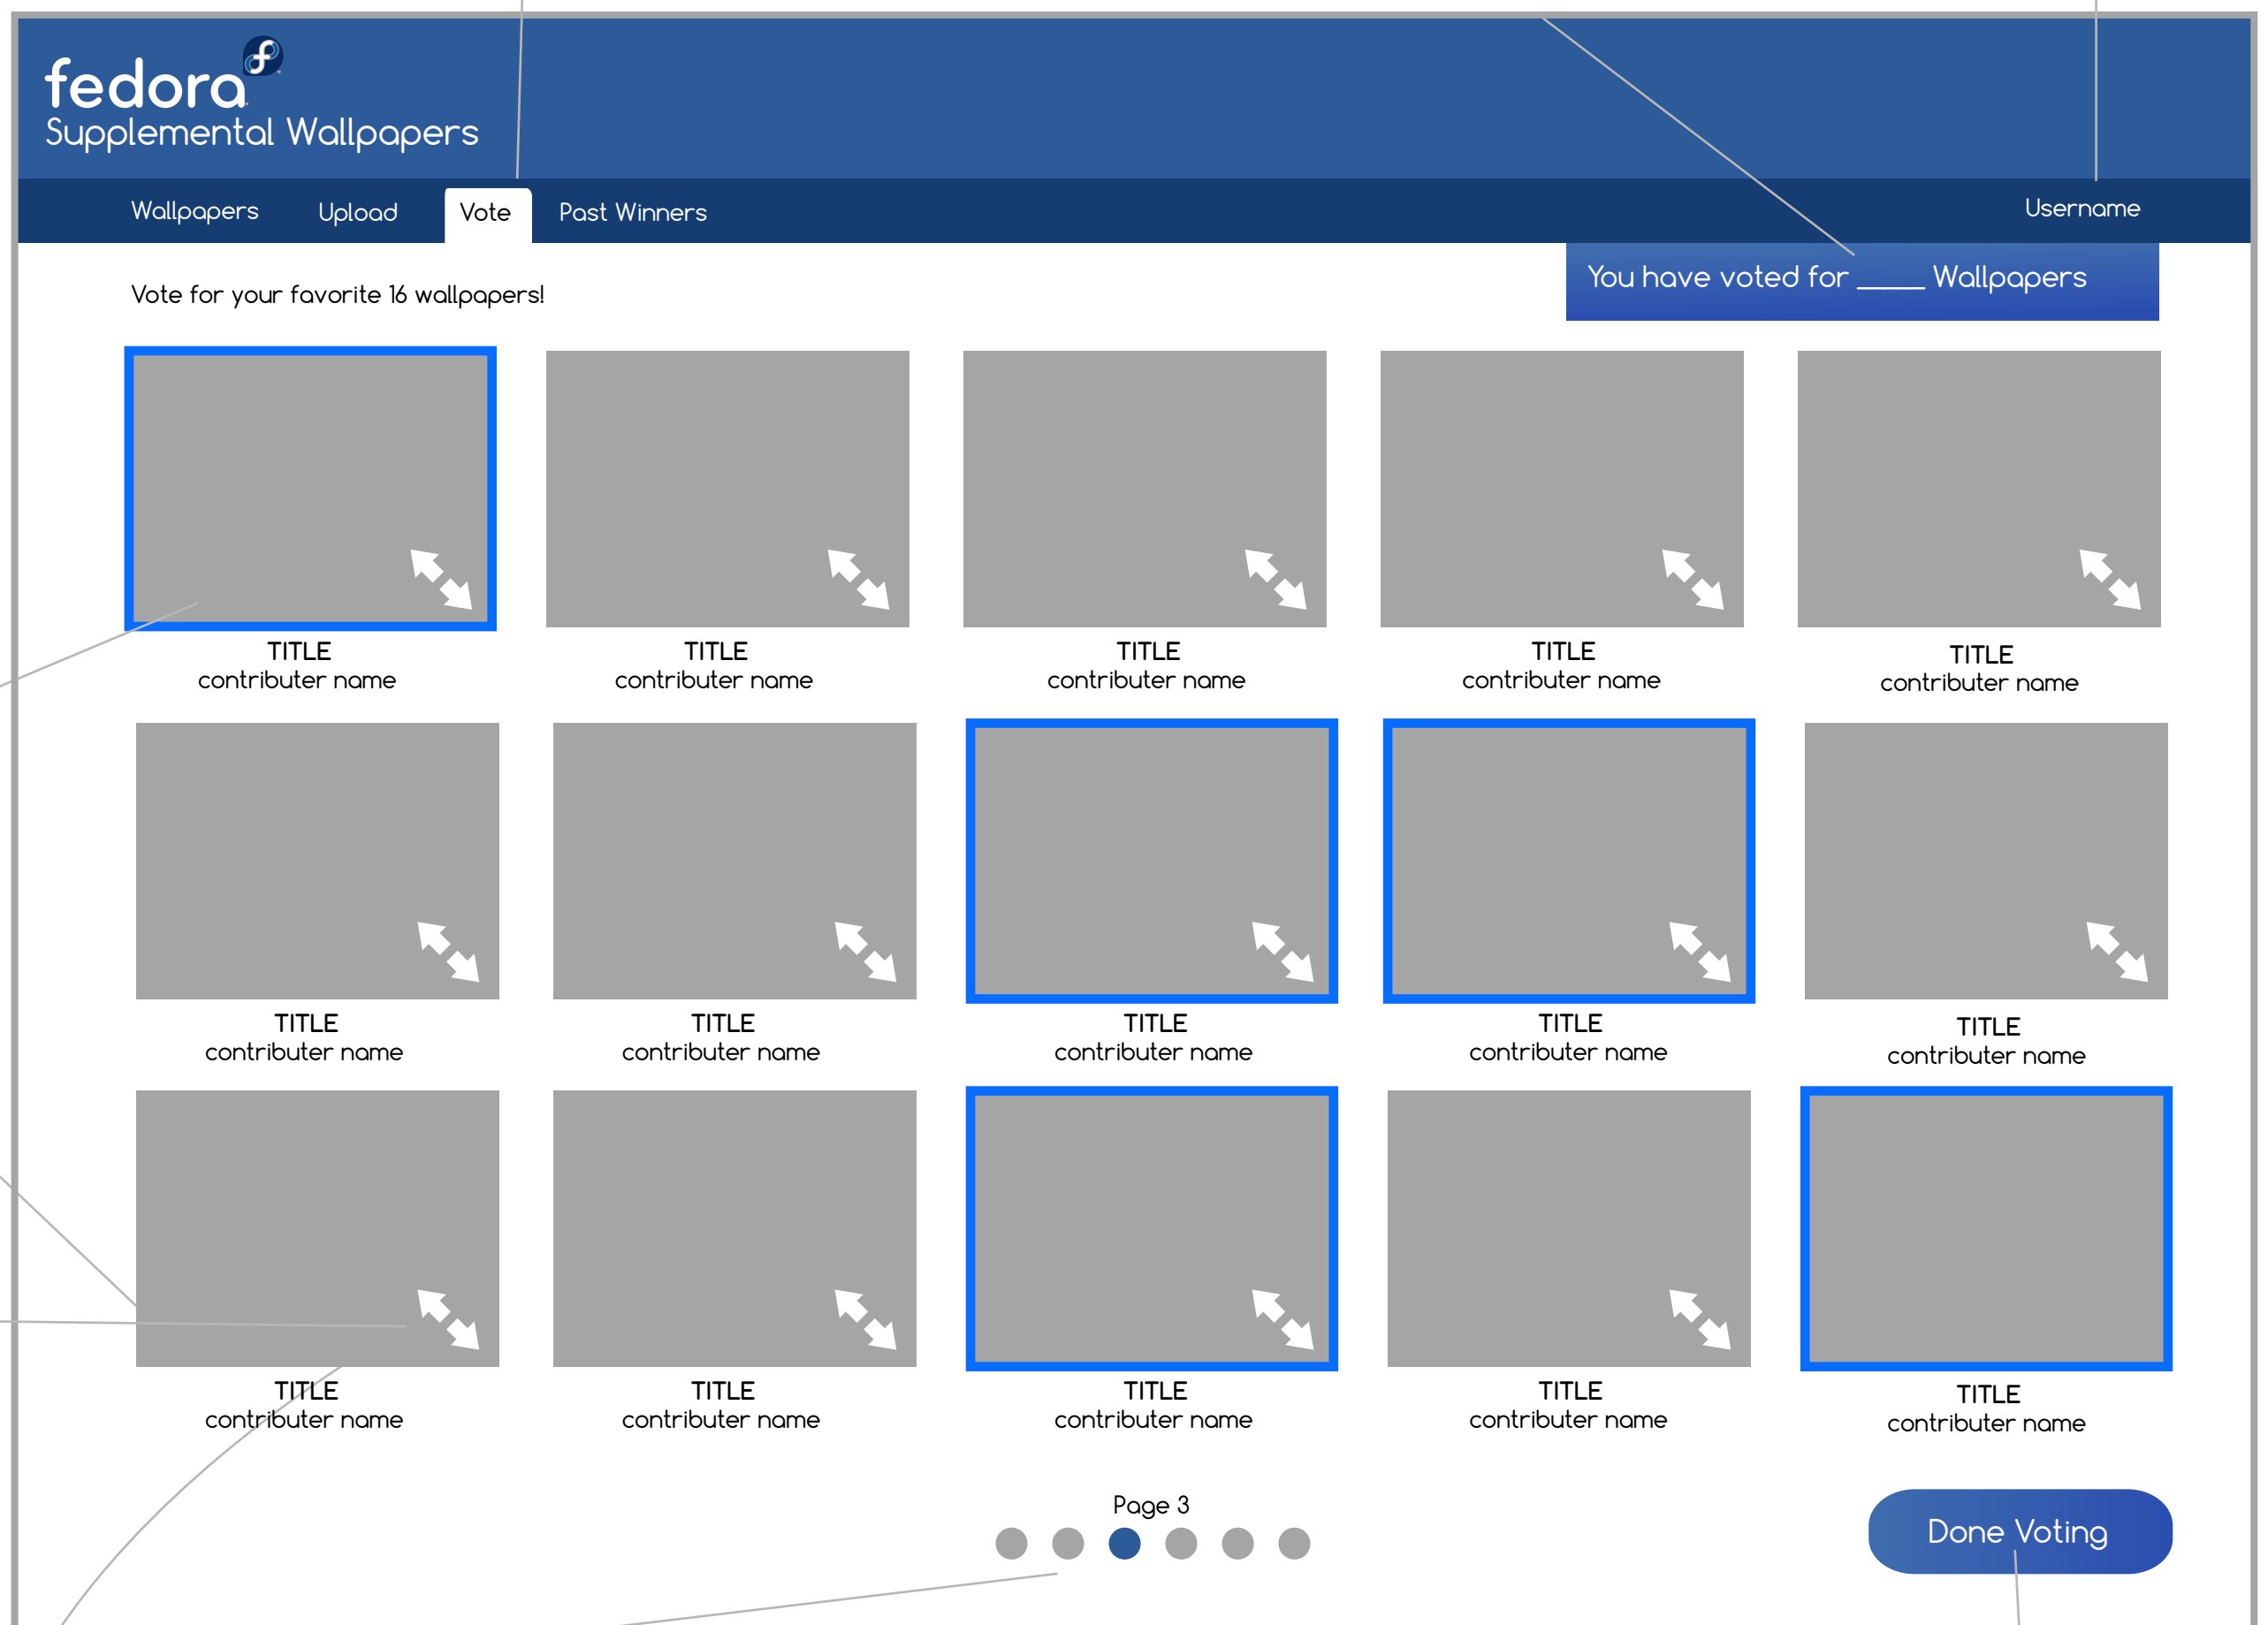 fedora
Supplemental Wallpapers
Wallpapers Upload Vote Past Winners Username
Vote for your favorite 16 wallpapers!
You have voted for _____ Wallpapers
TITLE TITLE TITLE TITLE TITLE
contributer name contributer name contributer name contributer name contributer name
TITLE TITLE TITLE TITLE TITLE
contributer name contributer name contributer name contributer name contributer name
TITLE TITLE TITLE TITLE TITLE
contributer name contributer name contributer name contributer name contributer name
Page 3
Done Voting